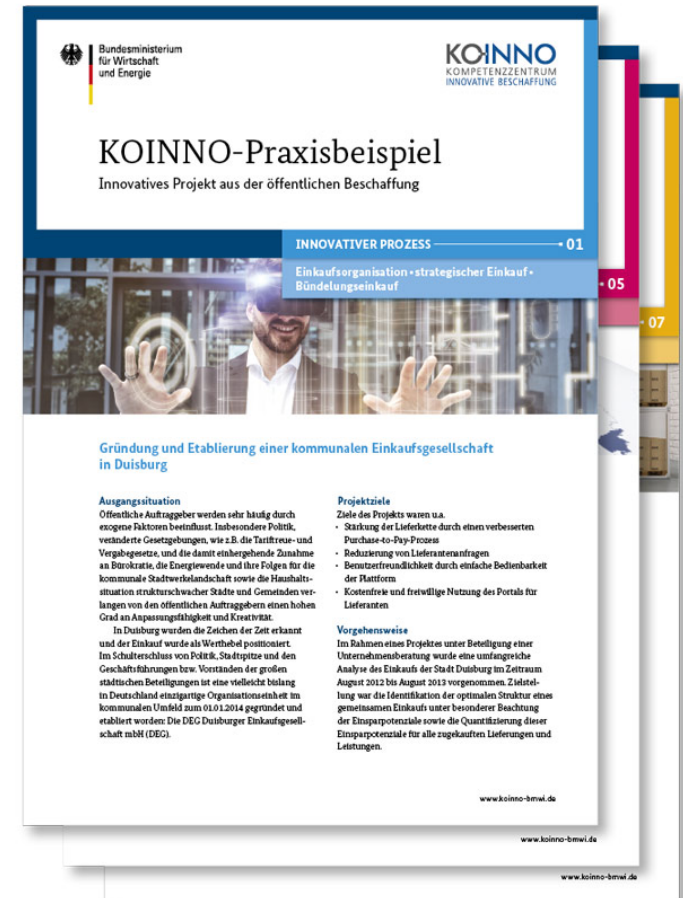 Bundesministerium
für Wirtschaft
und Energie
KOINNO
KOMPETENZZENTRUM
INNOVATIVE BESCHAFFUNG
KOINNO-Praxisbeispiel
Innovatives Projekt aus der öffentlichen Beschaffung
INNOVATIVER PROZESS 01
Einkaufsorganisation • strategischer Einkauf •
Bündelungseinkauf
• 05
• 07
Gründung und Etablierung einer kommunalen Einkaufsgesellschaft
in Duisburg
Ausgangssituation
Öffentliche Auftraggeber werden sehr häufig durch
exogene Faktoren beeinflusst. Insbesondere Politik,
veränderte Gesetzgebungen, wie z.B. die Tariftreue- und
Vergabegesetze, und die damit einhergehende Zunahme
an Bürokratie, die Energiewende und ihre Folgen für die
kommunale Stadtwerkelandschaft sowie die Haushalts-
situation strukturschwacher Städte und Gemeinden ver-
langen von den öffentlichen Auftraggebern einen hohen
Grad an Anpassungsfähigkeit und Kreativität.
In Duisburg wurden die Zeichen der Zeit erkannt
und der Einkauf wurde als Werthebel positioniert.
Im Schulterschluss von Politik, Stadtspitze und den
Geschäftsführungen bzw. Vorständen der großen
städtischen Beteiligungen ist eine vielleicht bislang
in Deutschland einzigartige Organisationseinheit im
kommunalen Umfeld zum 01.01.2014 gegründet und
etabliert worden: Die DEG Duisburger Einkaufsgesell-
schaft mbH (DEG).
Projektziele
Ziele des Projekts waren u.a.
• Stärkung der Lieferkette durch einen verbesserten
Purchase-to-Pay-Prozess
• Reduzierung von Lieferantenanfragen
• Benutzerfreundlichkeit durch einfache Bedienbarkeit
der Plattform
• Kostenfreie und freiwillige Nutzung des Portals für
Lieferanten
Vorgehensweise
Im Rahmen eines Projektes unter Beteiligung einer
Unternehmensberatung wurde eine umfangreiche
Analyse des Einkaufs der Stadt Duisburg im Zeitraum
August 2012 bis August 2013 vorgenommen. Zielstel-
lung war die Identifikation der optimalen Struktur eines
gemeinsamen Einkaufs unter besonderer Beachtung
der Einsparpotenziale sowie die Quantifizierung dieser
Einsparpotenziale für alle zugekauften Lieferungen und
Leistungen.
www.koinno-bmwi.de
www.koinno-bmwi.de
www.koinno-bmwi.de